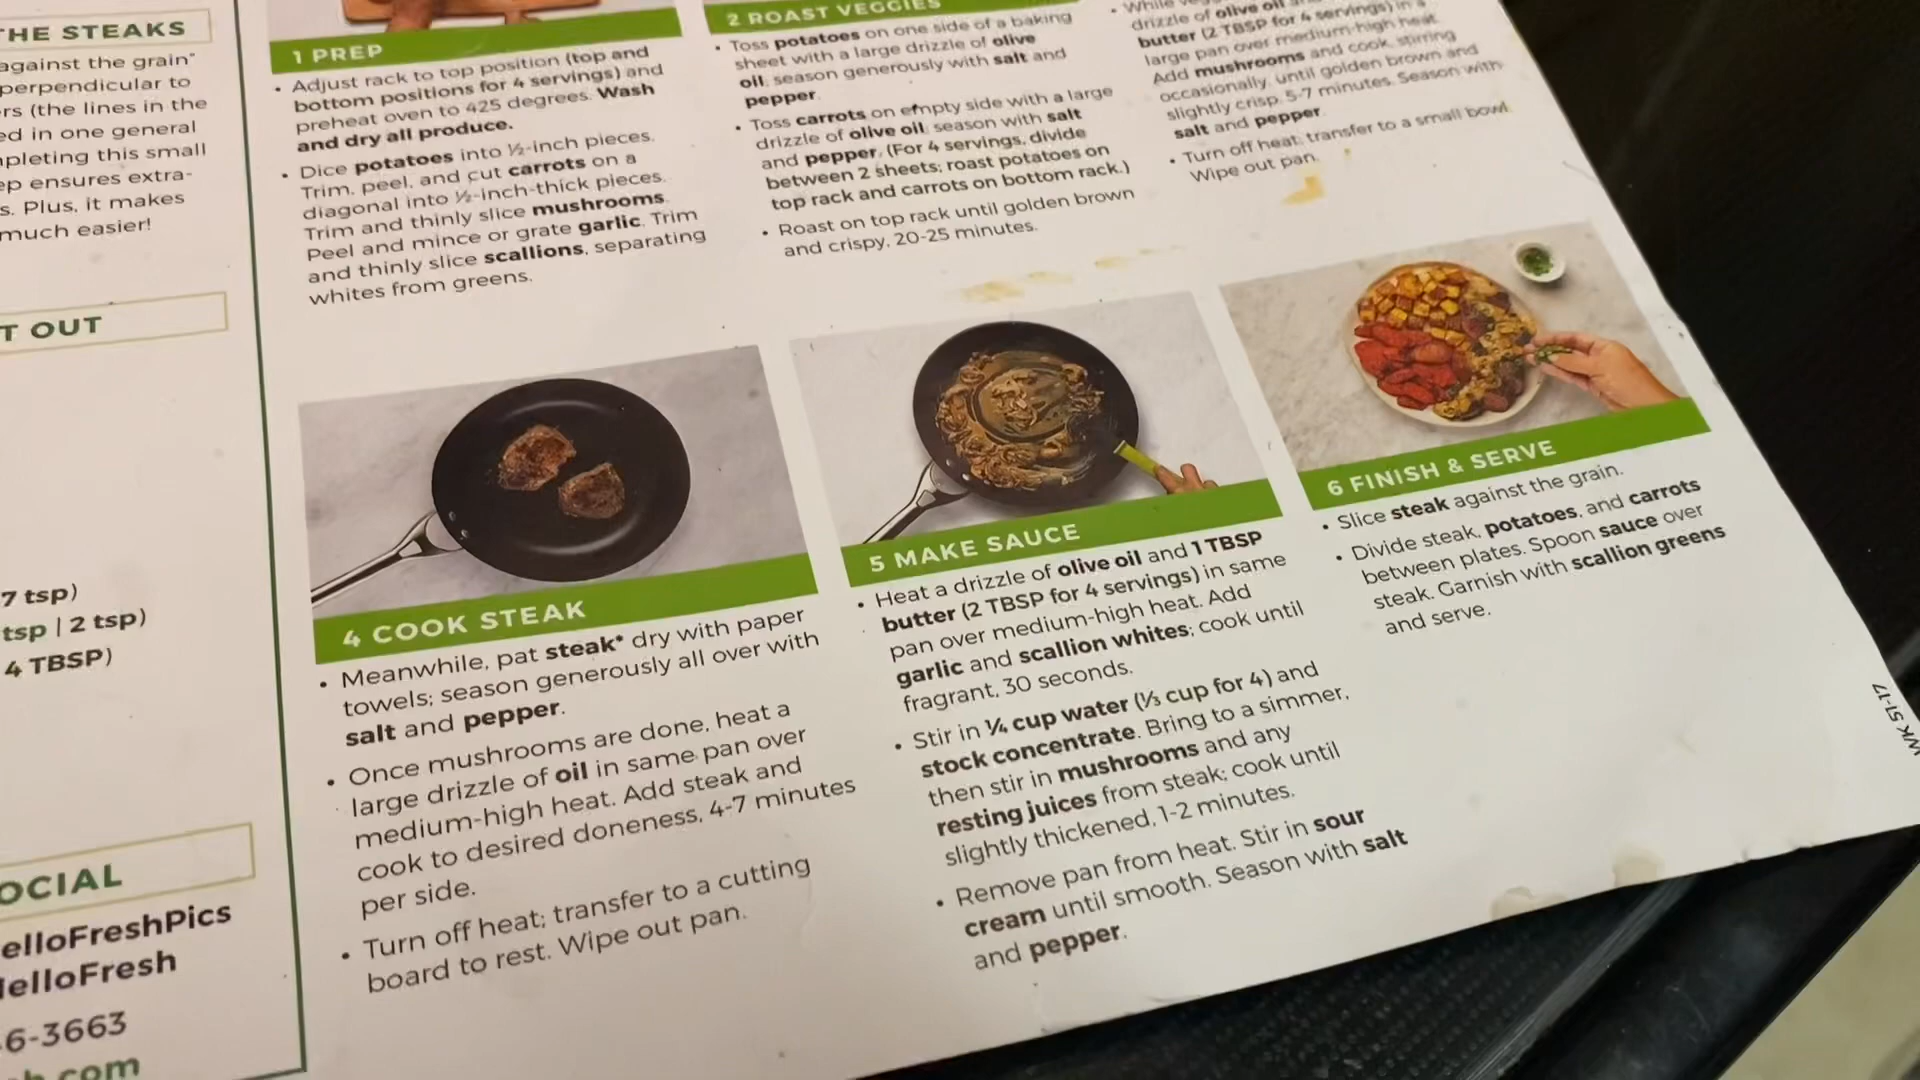 THE STEAKS
against the grain"
perpendicular to
rs (the lines in the
ed in one general
mpleting this small
ep ensures extra-
s. Plus, it makes
much easier!
T OUT
7 tsp)
tsp | 2 tsp)
4 TBSP)
OCIAL
elloFreshPics
HelloFresh
46-3663
sh.com
1 PREP
• Adjust rack to top position (top and
bottom positions for 4 servings) and
preheat oven to 425 degrees. Wash
and dry all produce.
• Dice potatoes into ½-inch pieces.
Trim, peel, and cut carrots on a
diagonal into ½-inch-thick pieces.
Trim and thinly slice mushrooms.
Peel and mince or grate garlic. Trim
and thinly slice scallions, separating
whites from greens.
2 ROAST VEGGIES
• Toss potatoes on one side of a baking
sheet with a large drizzle of olive
oil; season generously with salt and
pepper.
• Toss carrots on empty side with a large
drizzle of olive oil; season with salt
and pepper. (For 4 servings, divide
between 2 sheets; roast potatoes on
top rack and carrots on bottom rack.)
• Roast on top rack until golden brown
and crispy, 20-25 minutes.
• While
drizzle of olive oil
butter (2 TBSP for 4 servings) in a
large pan over medium-high heat.
Add mushrooms and cook, stirring
occasionally, until golden brown and
slightly crisp, 5-7 minutes. Season with
salt and pepper.
• Turn off heat; transfer to a small bowl.
Wipe out pan.
4 COOK STEAK
• Meanwhile, pat steak* dry with paper
towels; season generously all over with
salt and pepper.
• Once mushrooms are done, heat a
large drizzle of oil in same pan over
medium-high heat. Add steak and
cook to desired doneness, 4-7 minutes
per side.
• Turn off heat; transfer to a cutting
board to rest. Wipe out pan.
5 MAKE SAUCE
• Heat a drizzle of olive oil and 1 TBSP
butter (2 TBSP for 4 servings) in same
pan over medium-high heat. Add
garlic and scallion whites; cook until
fragrant, 30 seconds.
• Stir in ¼ cup water (⅓ cup for 4) and
stock concentrate. Bring to a simmer,
then stir in mushrooms and any
resting juices from steak; cook until
slightly thickened, 1-2 minutes.
• Remove pan from heat. Stir in sour
cream until smooth. Season with salt
and pepper.
6 FINISH & SERVE
• Slice steak against the grain.
• Divide steak, potatoes, and carrots
between plates. Spoon sauce over
steak. Garnish with scallion greens
and serve.
WK 51-17